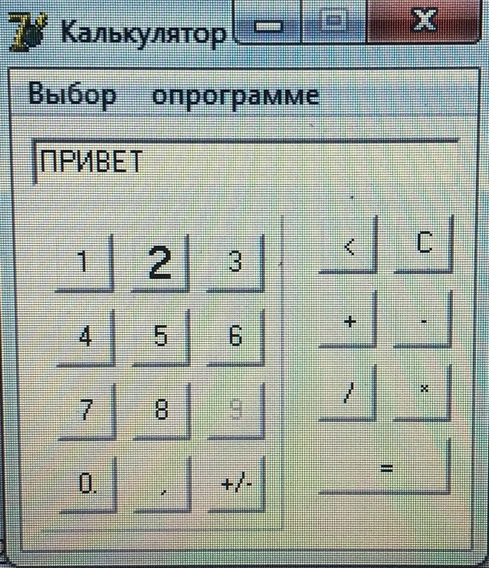 Калькулятор
Выбор опрограмме
ПРИВЕТ
1 2 3 < C
4 5 6 + -
7 8 9 / *
0. , +/- =